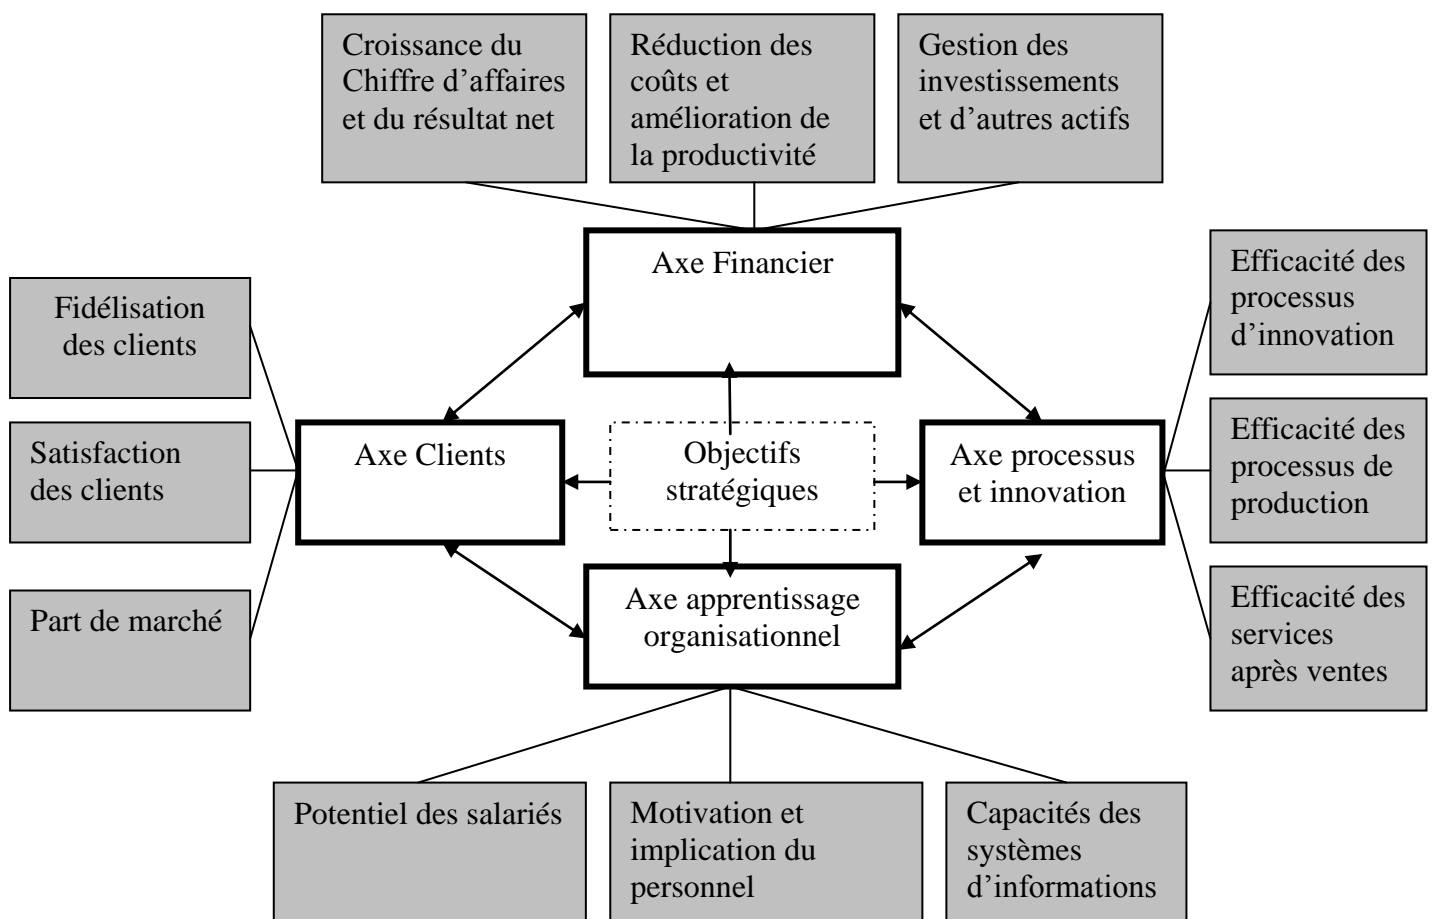 Croissance du
Chiffre d’affaires
et du résultat net
Réduction des
coûts et
amélioration de
la productivité
Gestion des
investissements
et d’autres actifs
Axe Financier
Fidélisation
des clients
Satisfaction
des clients
Part de marché
Axe Clients
Objectifs
stratégiques
Axe processus
et innovation
Efficacité des
processus
d’innovation
Efficacité des
processus de
production
Efficacité des
services
après ventes
Axe apprentissage
organisationnel
Potentiel des salariés
Motivation et
implication du
personnel
Capacités des
systèmes
d’informations